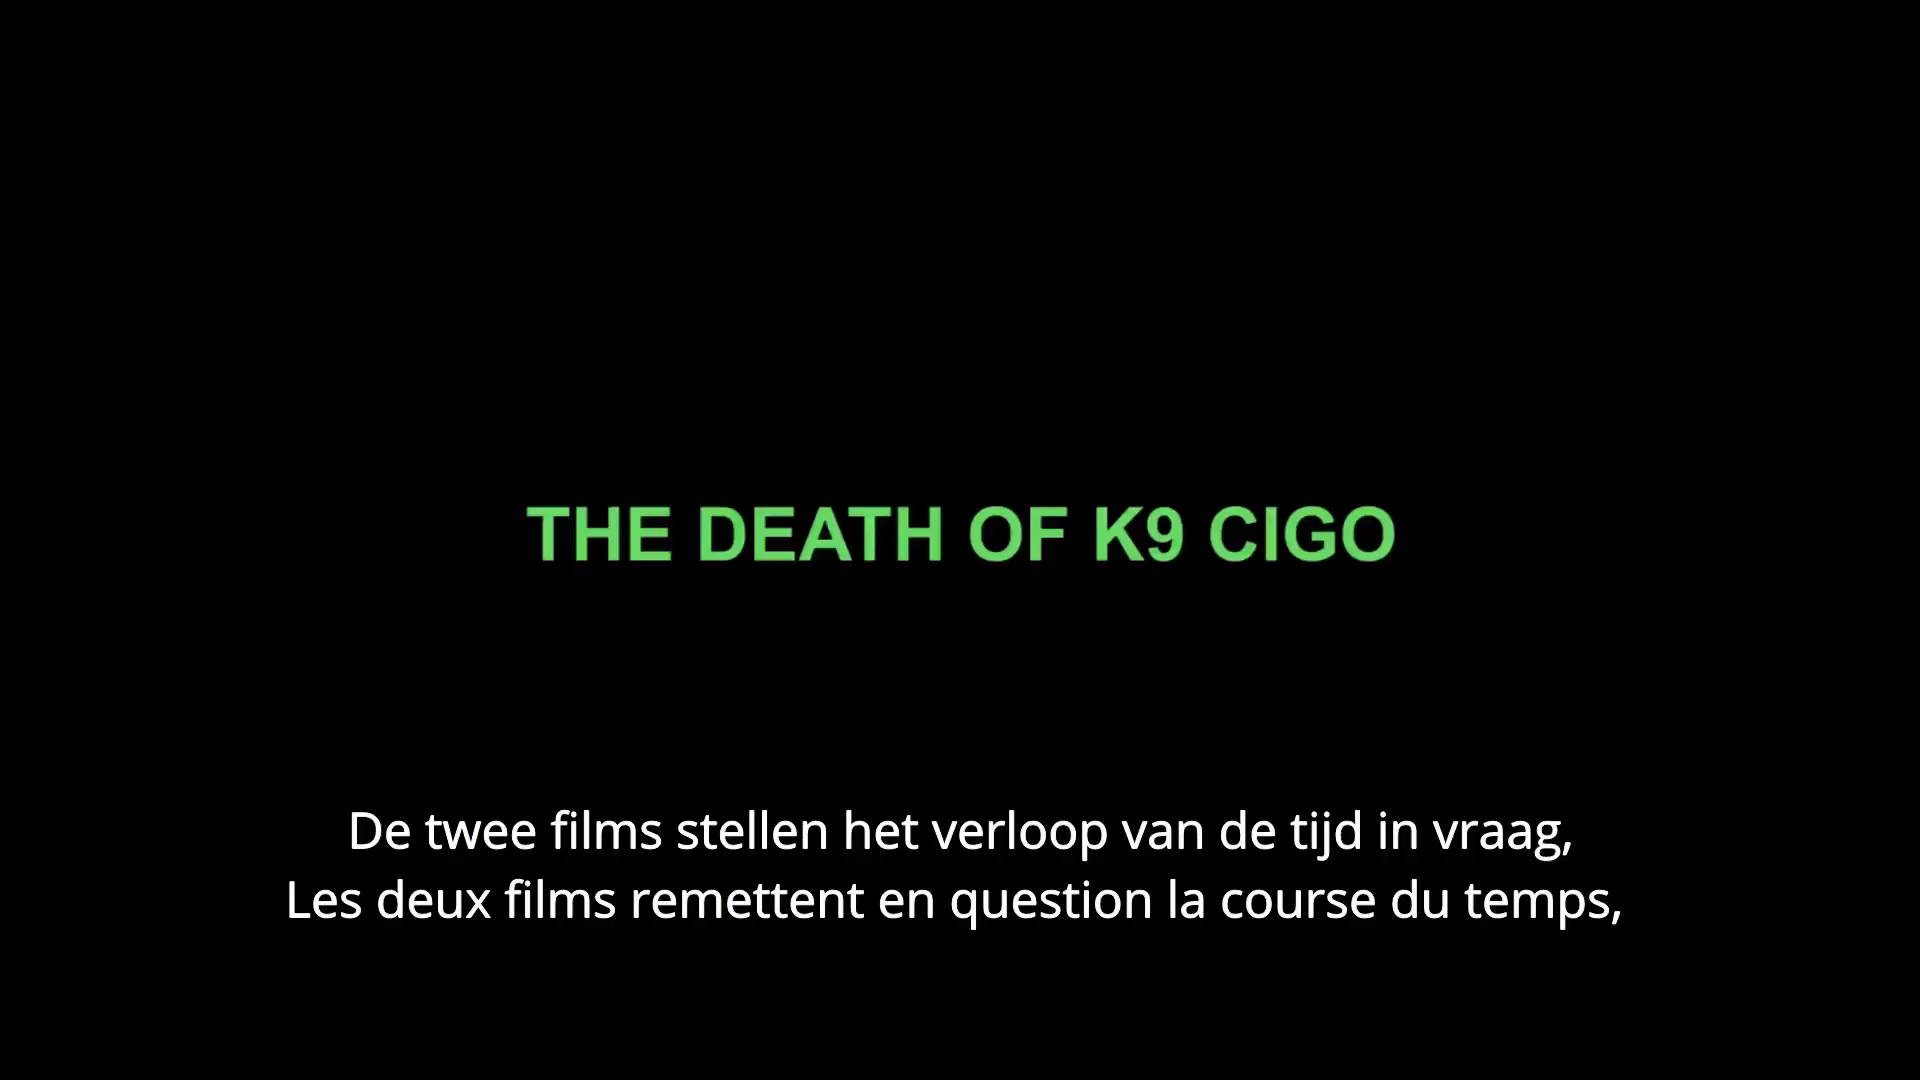 THE DEATH OF K9 CIGO
De twee films stellen het verloop van de tijd in vraag,
Les deux films remettent en question la course du temps,